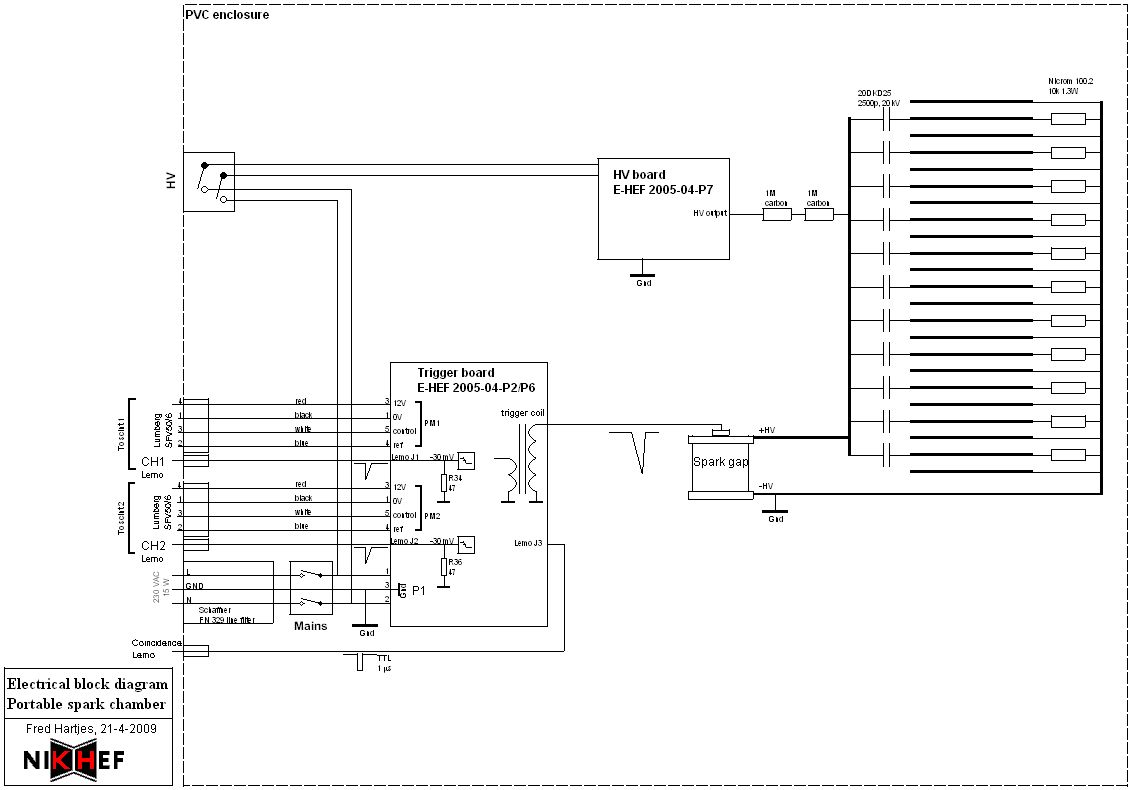 PVC enclosure
Nicrom 100.2
10k 1.3W
20DKD25
2500p, 20kV
HV
HV board
E-HEF 2005-04-P7
HV output
1M
carbon
1M
carbon
Gnd
Trigger board
E-HEF 2005-04-P2/P6
trigger coil
To scint1
Lumberg
SFV50/6
4
1
3
2
red
black
white
blue
3 12V
1 0V
5 control
4 ref
PM1
CH1
Lemo
Lemo J1
-30mV
R34
47
+HV
Spark gap
-HV
Gnd
To scint2
Lumberg
SFV50/6
4
1
3
2
red
black
white
blue
3 12V
1 0V
5 control
4 ref
PM2
CH2
Lemo
Lemo J2
-30mV
R36
47
Lemo J3
230 VAC
15 W
L
GND
N
1
3
2
Gnd
P1
Schaffner
FN 329 line filter
Mains
Gnd
Coincidence
Lemo
TTL
1 µs
Electrical block diagram
Portable spark chamber
Fred Hartjes, 21-4-2009
NIKHEF